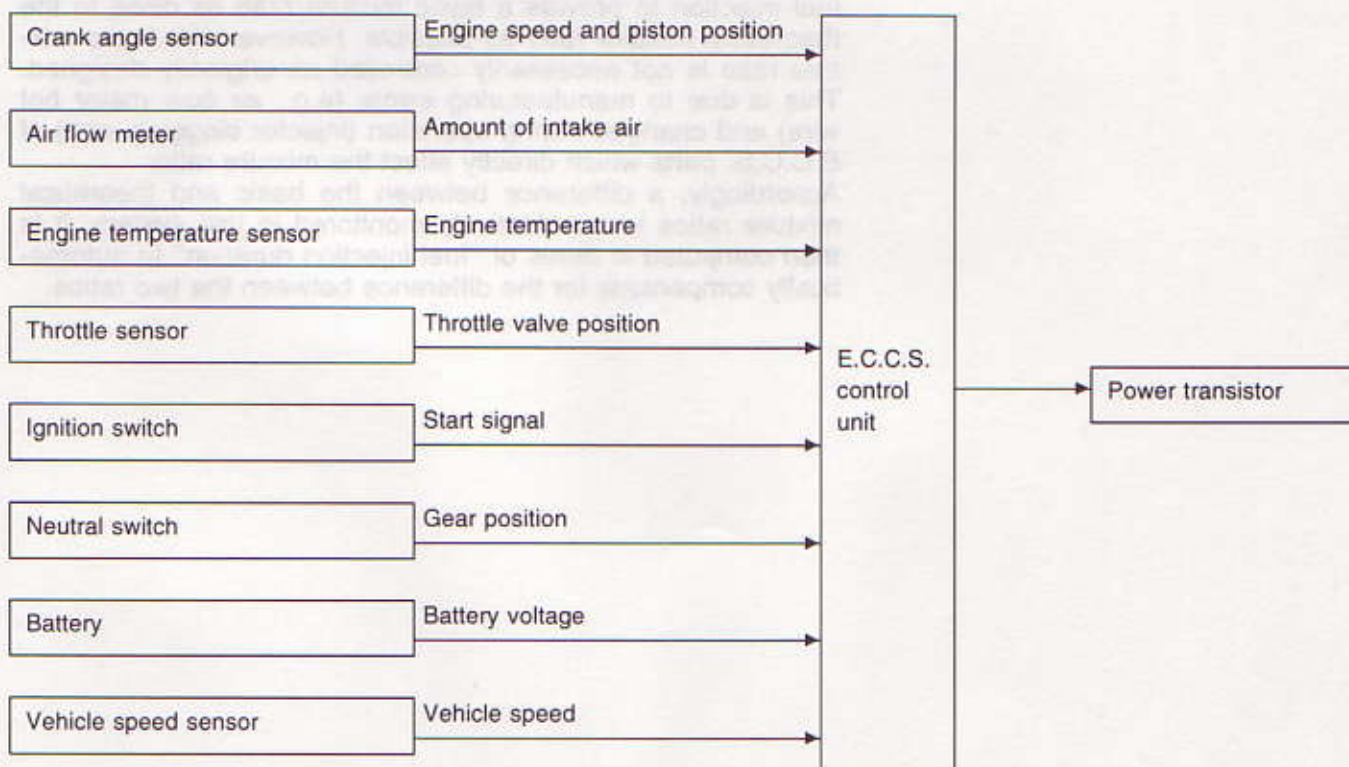 Crank angle sensor
Engine speed and piston position
Air flow meter
Amount of intake air
Engine temperature sensor
Engine temperature
Throttle sensor
Throttle valve position
Ignition switch
Start signal
Neutral switch
Gear position
Battery
Battery voltage
Vehicle speed sensor
Vehicle speed
E.C.C.S.
control
unit
Power transistor